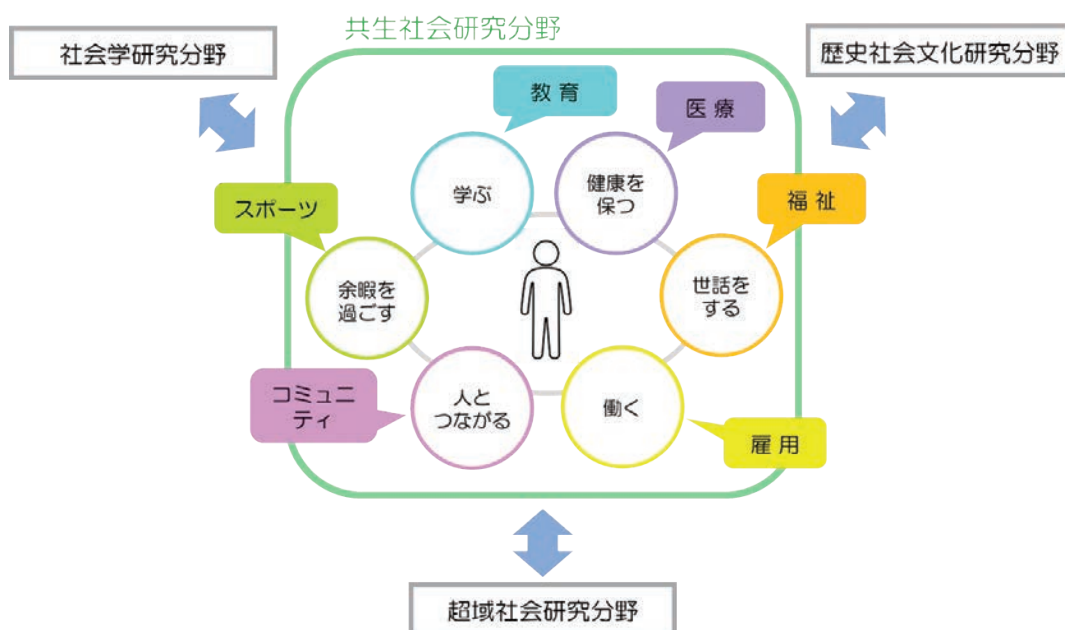 共生社会研究分野
社会学研究分野
歴史社会文化研究分野
教育
医療
学ぶ
健康を
保つ
スポーツ
福祉
余暇を
過ごす
世話を
する
コミュニ
ティ
人と
つながる
働く
雇用
超域社会研究分野